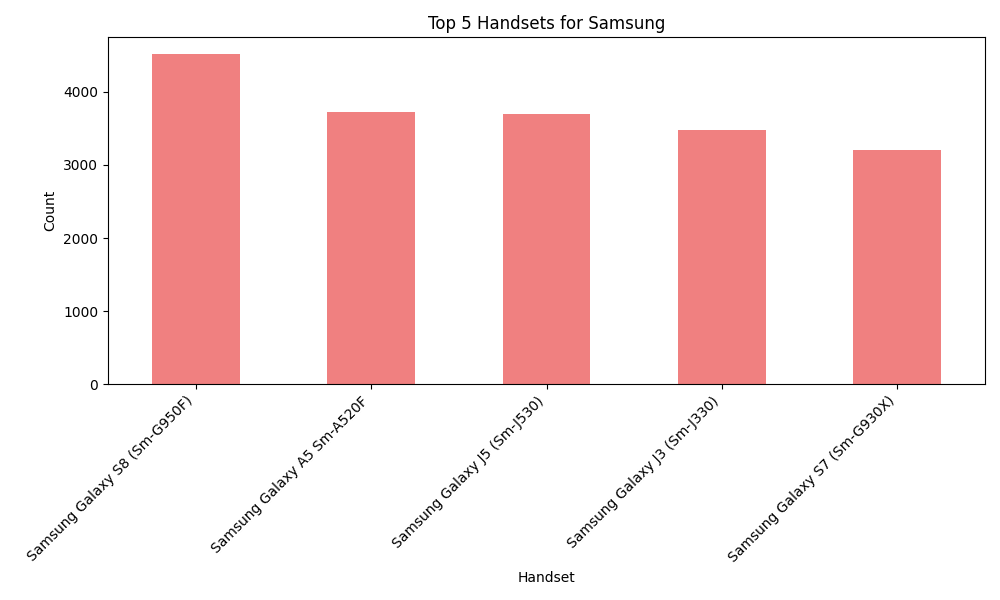 Top 5 Handsets for Samsung
Count
4000
3000
2000
1000
0
Samsung Galaxy S8 (Sm-G950F)
Samsung Galaxy A5 Sm-A520F
Samsung Galaxy J5 (Sm-J530)
Samsung Galaxy J3 (Sm-J330)
Samsung Galaxy S7 (Sm-G930X)
Handset